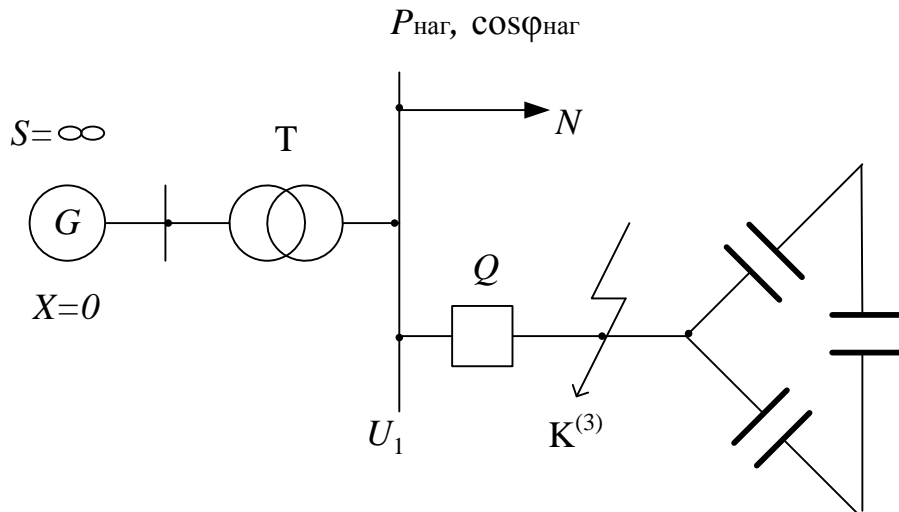 Pнаг, cosφнаг
S=∞
T
N
G
Q
X=0
U1
K(3)